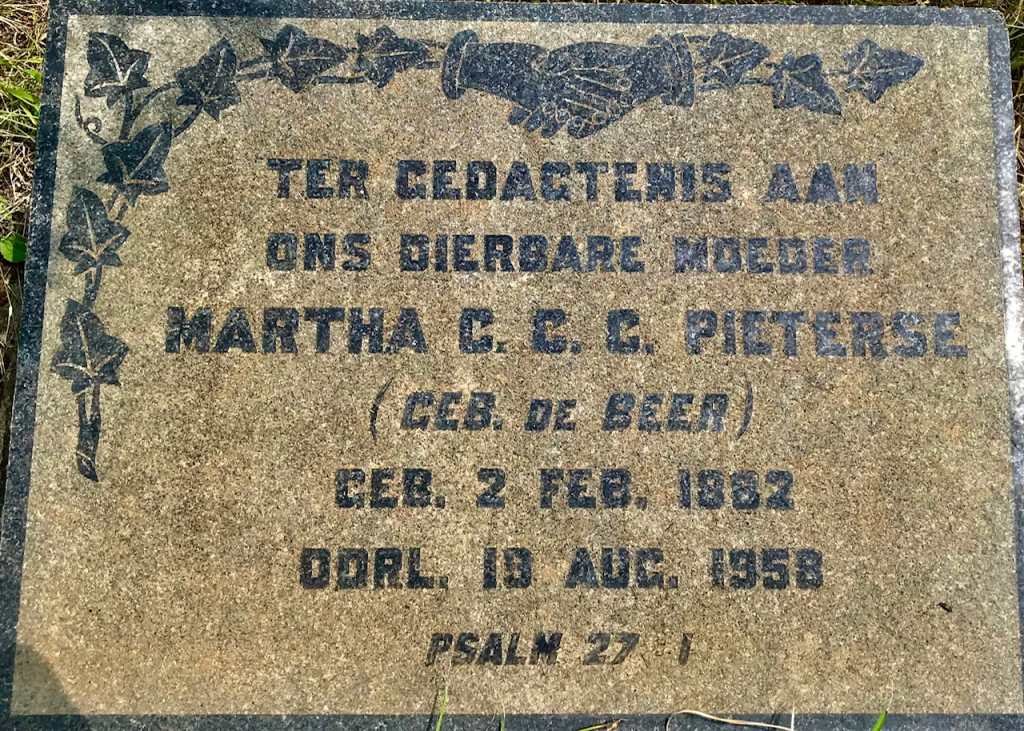 TER GEDAGTENIS AAN
ONS DIERBARE MOEDER
MARTHA C. C. C. PIETERSE
(GEB. DE BEER)
GEB. 2 FEB. 1882
OORL. 19 AUG. 1958
PSALM 27 : 1